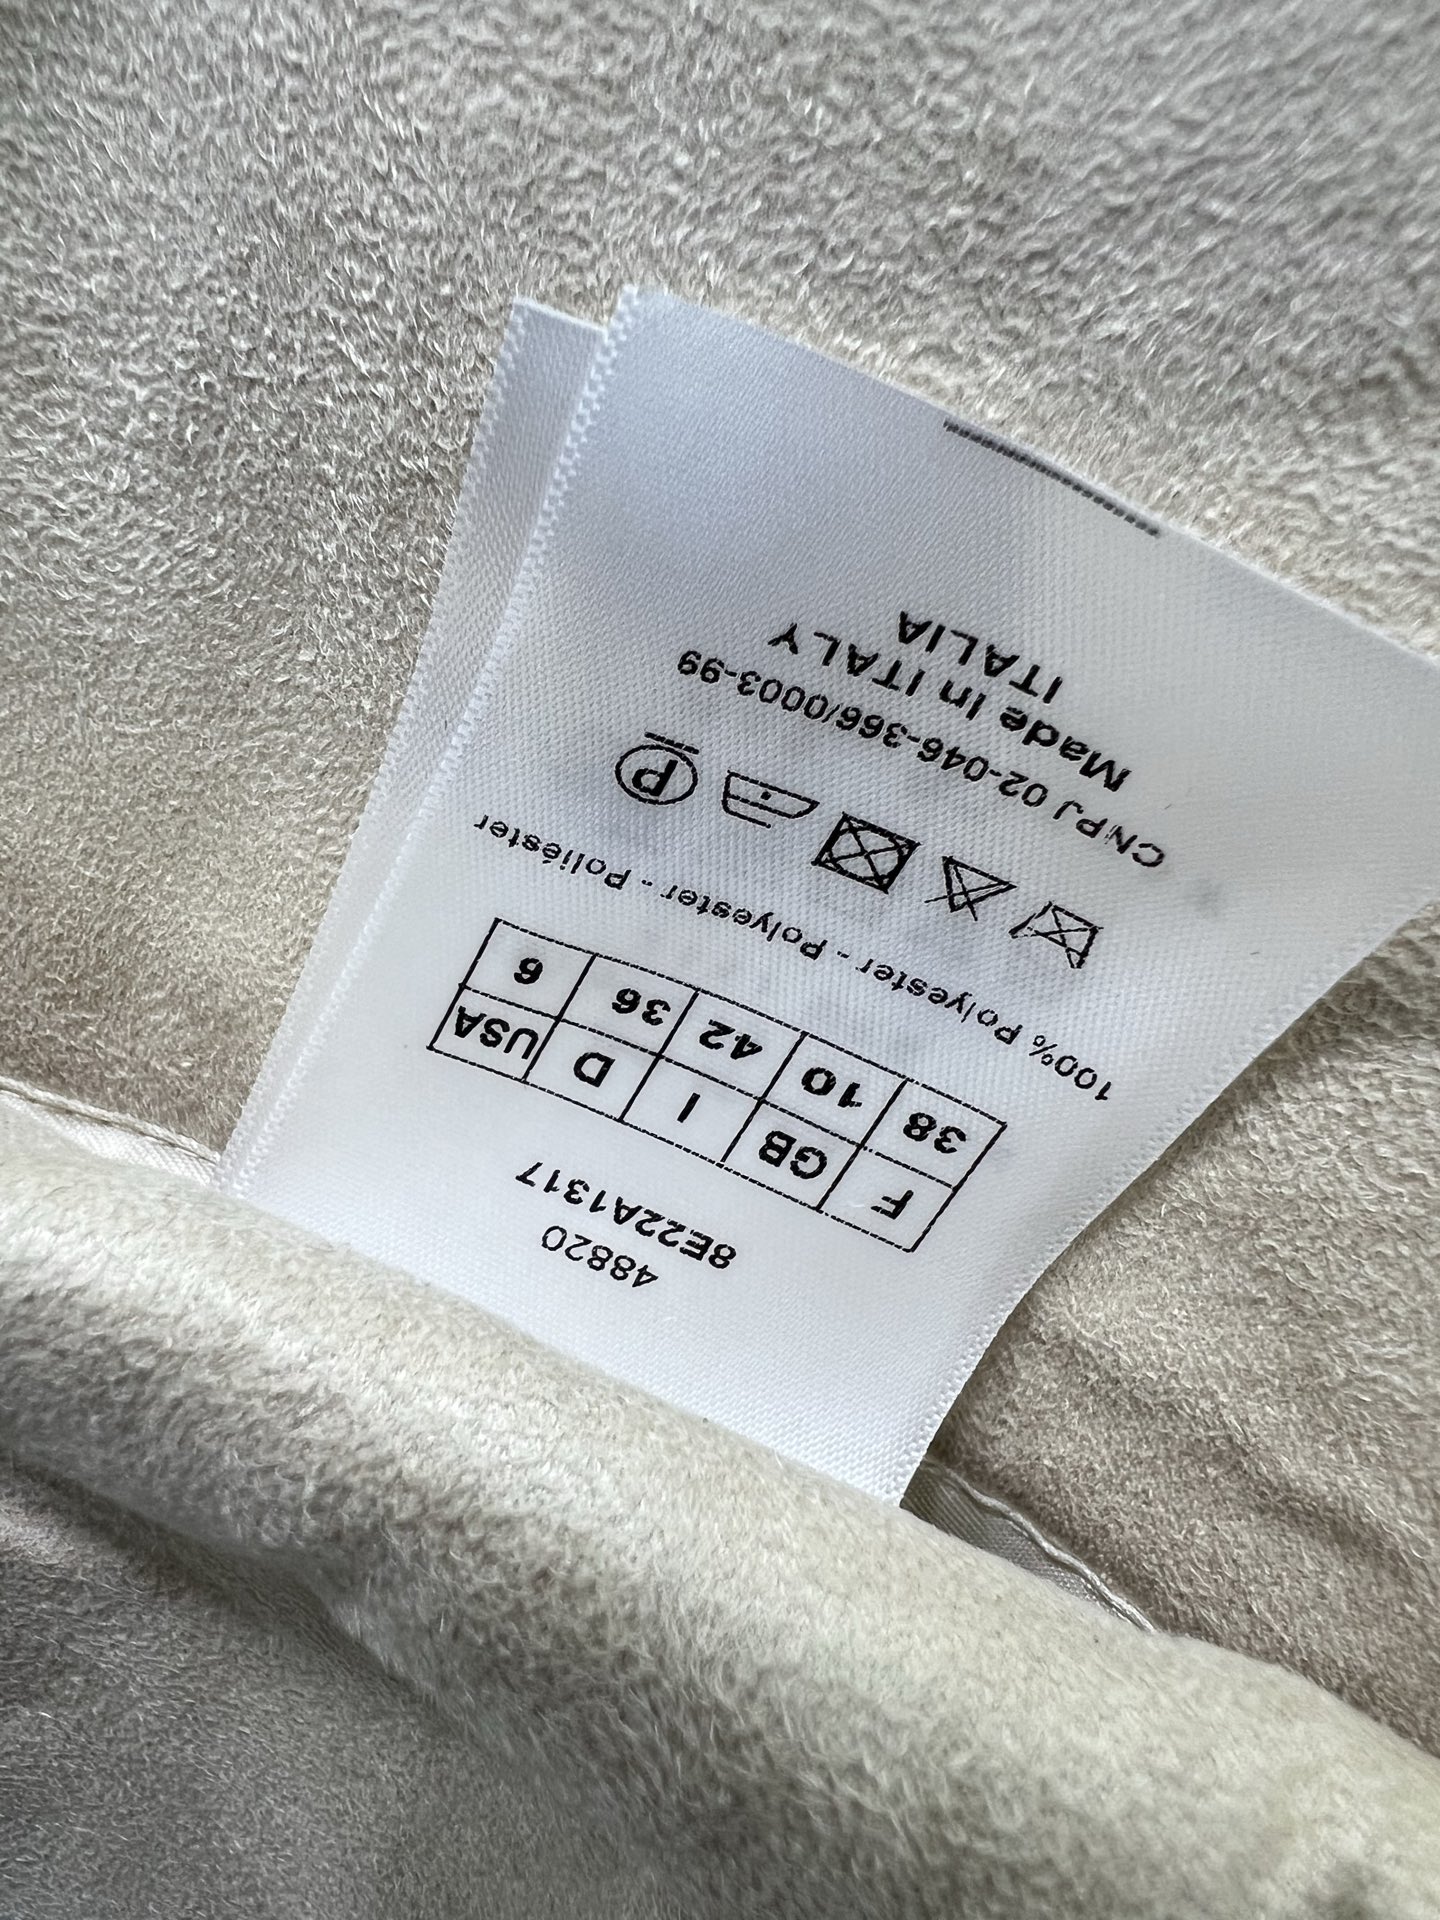 48820
8E22A1317
F GB I D USA
38 10 42 36 6
100% Polyester - Polyester - Polyester - Poliéster
P
CNPJ 02-046-366/0003-99
Made in ITALY
ITALIA